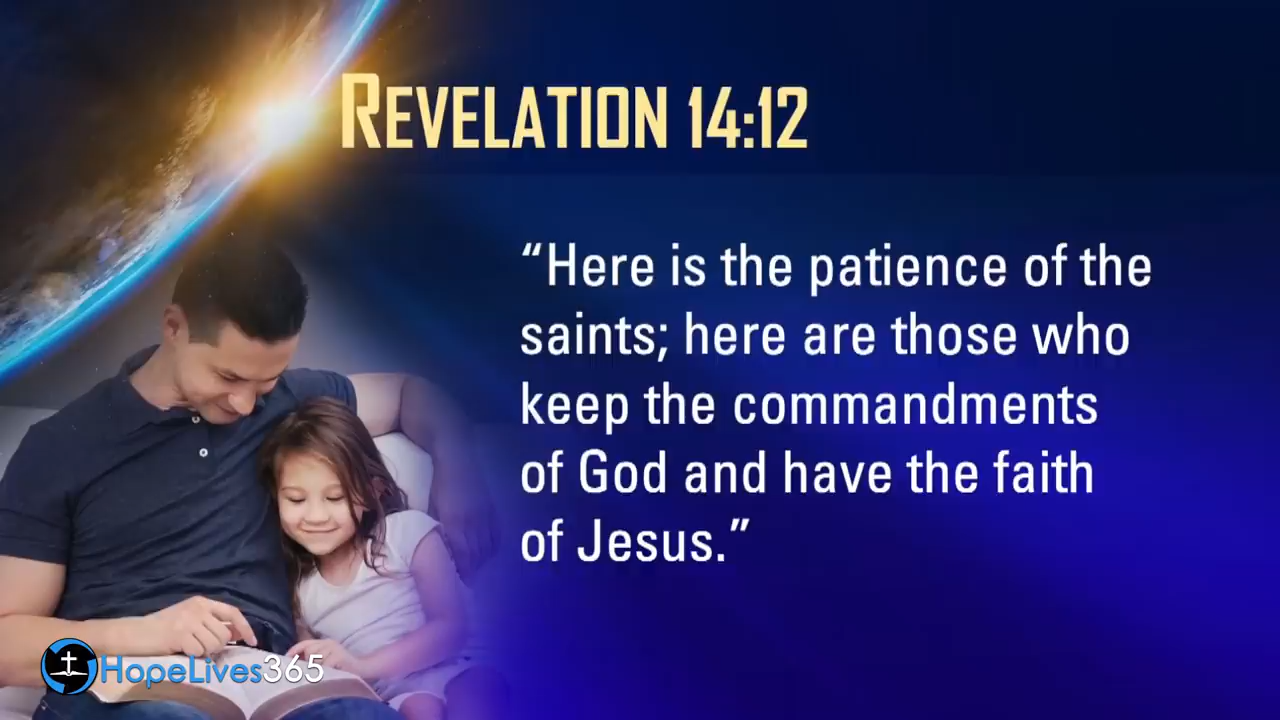 REVELATION 14:12
“Here is the patience of the
saints; here are those who
keep the commandments
of God and have the faith
of Jesus.”
HopeLives365